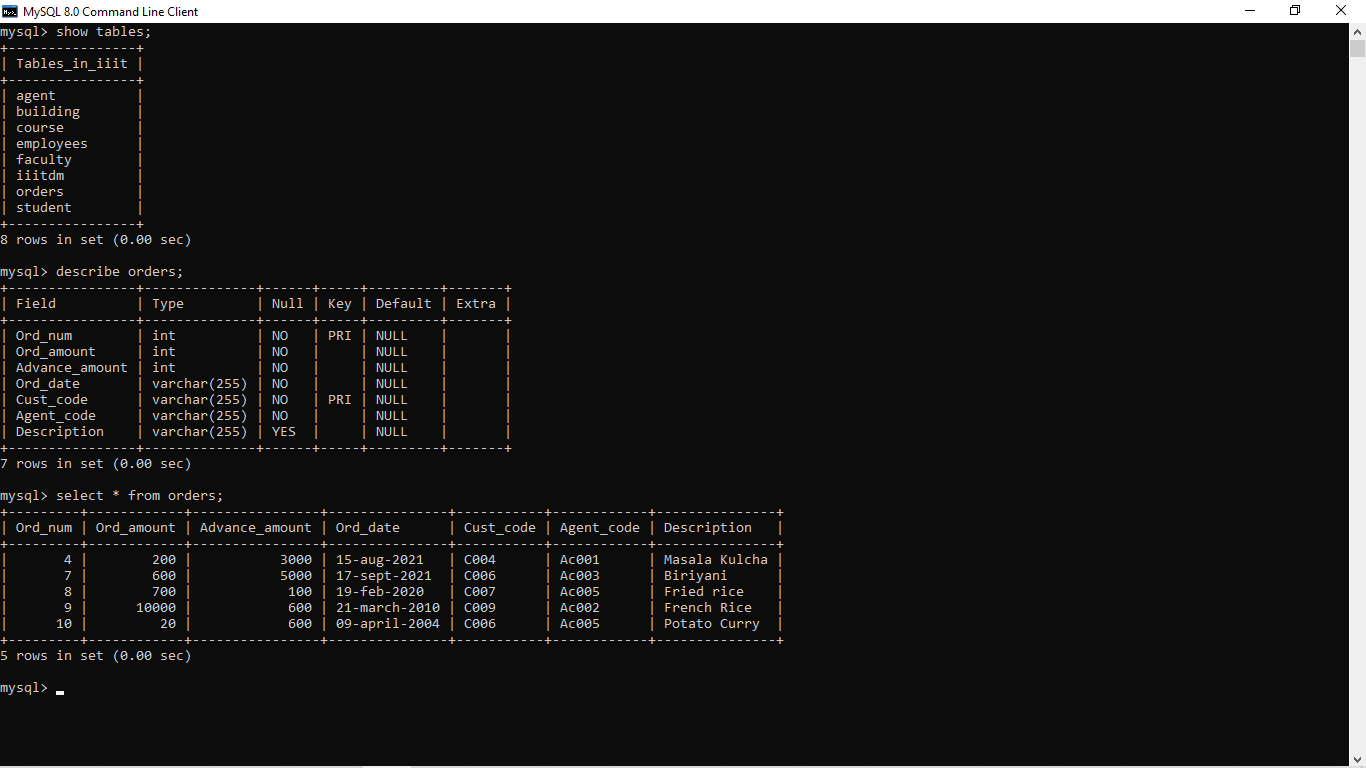 MySQL 8.0 Command Line Client
mysql> show tables;
+----------------+
| Tables_in_iiit |
+----------------+
| agent          |
| building       |
| course         |
| employees      |
| faculty        |
| iiitdm         |
| orders         |
| student        |
+----------------+
8 rows in set (0.00 sec)
mysql> describe orders;
+----------------+--------------+------+-----+---------+-------+
| Field          | Type         | Null | Key | Default | Extra |
+----------------+--------------+------+-----+---------+-------+
| Ord_num        | int          | NO   | PRI | NULL    |       |
| Ord_amount     | int          | NO   |     | NULL    |       |
| Advance_amount | int          | NO   |     | NULL    |       |
| Ord_date       | varchar(255) | NO   |     | NULL    |       |
| Cust_code      | varchar(255) | NO   | PRI | NULL    |       |
| Agent_code     | varchar(255) | NO   |     | NULL    |       |
| Description    | varchar(255) | YES  |     | NULL    |       |
+----------------+--------------+------+-----+---------+-------+
7 rows in set (0.00 sec)
mysql> select * from orders;
+---------+------------+----------------+---------------+-----------+------------+---------------+
| Ord_num | Ord_amount | Advance_amount | Ord_date      | Cust_code | Agent_code | Description   |
+---------+------------+----------------+---------------+-----------+------------+---------------+
|       4 |        200 |           3000 | 15-aug-2021   | C004      | Ac001      | Masala Kulcha |
|       7 |        600 |           5000 | 17-sept-2021  | C006      | Ac003      | Biriyani      |
|       8 |        700 |            100 | 19-feb-2020   | C007      | Ac005      | Fried rice    |
|       9 |      10000 |            600 | 21-march-2010 | C009      | Ac002      | French Rice   |
|      10 |         20 |            600 | 09-april-2004 | C006      | Ac005      | Potato Curry  |
+---------+------------+----------------+---------------+-----------+------------+---------------+
5 rows in set (0.00 sec)
mysql>